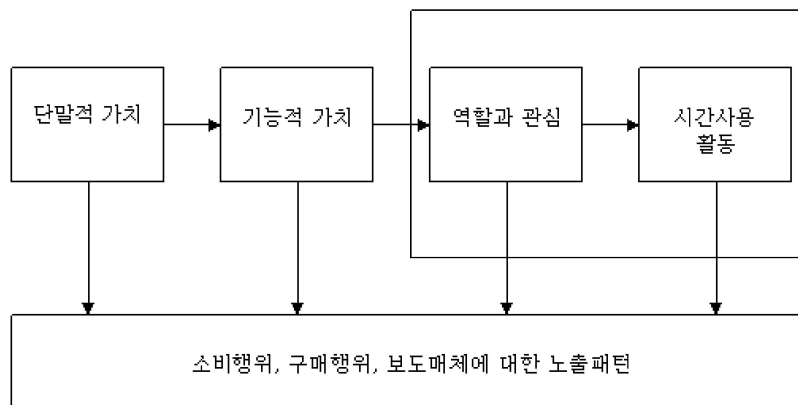 단말적 가치
기능적 가치
역할과 관심
시간사용
활동
소비행위, 구매행위, 보도매체에 대한 노출패턴